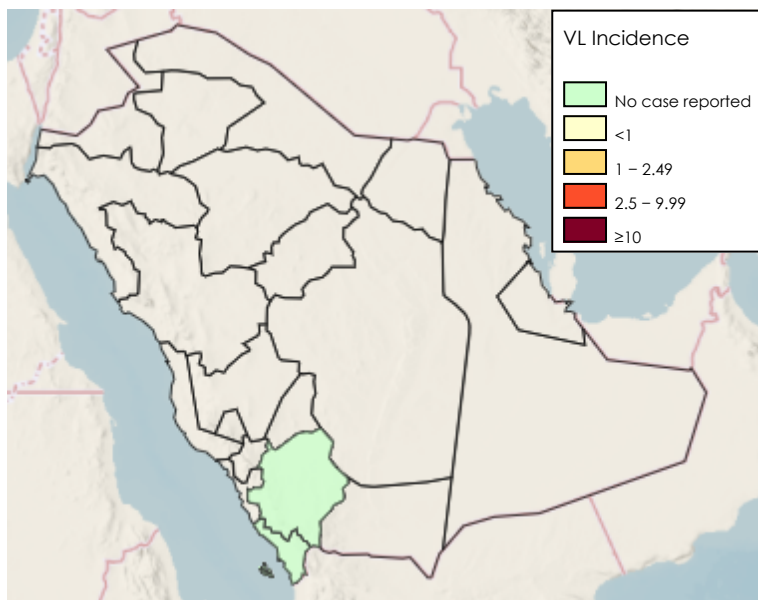 VL Incidence
No case reported
<1
1 – 2.49
2.5 – 9.99
≥10